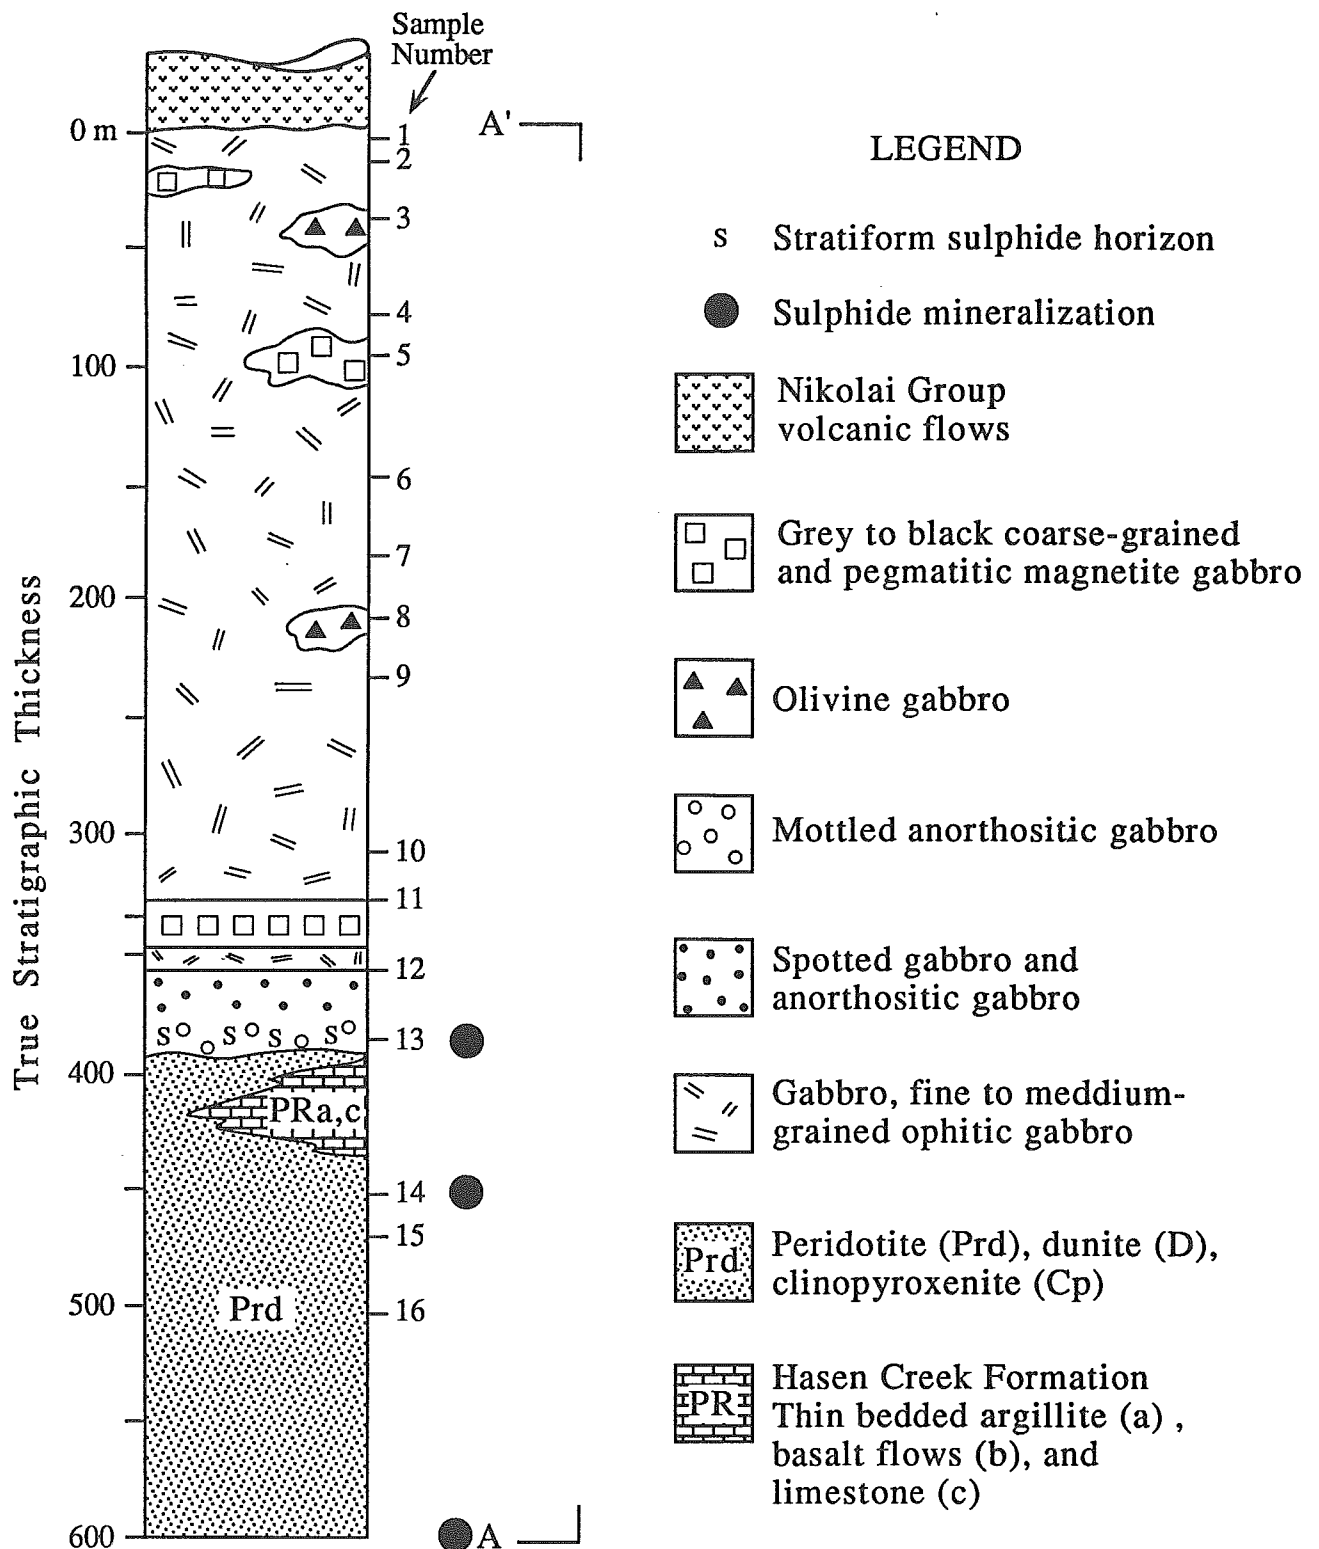 Sample
Number
0 m
1
A'
2
LEGEND
3
s Stratiform sulphide horizon
4
Sulphide mineralization
5
100
Nikolai Group
volcanic flows
6
Grey to black coarse-grained
and pegmatitic magnetite gabbro
7
200
8
9
Olivine gabbro
Mottled anorthositic gabbro
300
10
11
12
Spotted gabbro and
anorthositic gabbro
s s s s
13
400
PRa,c
Gabbro, fine to meddium-
grained ophitic gabbro
14
15
Prd
Peridotite (Prd), dunite (D),
clinopyroxenite (Cp)
500
Prd
16
PR
Hasen Creek Formation
Thin bedded argillite (a) ,
basalt flows (b), and
limestone (c)
600
A
True Stratigraphic Thickness